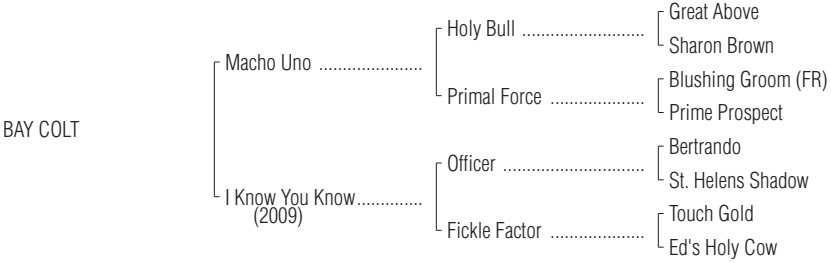 Great Above
Holy Bull ..........................
Sharon Brown
Macho Uno ......................
Blushing Groom (FR)
Primal Force ....................
Prime Prospect
BAY COLT
Bertrando
Officer ..............................
St. Helens Shadow
I Know You Know..............
(2009)
Touch Gold
Fickle Factor ....................
Ed's Holy Cow